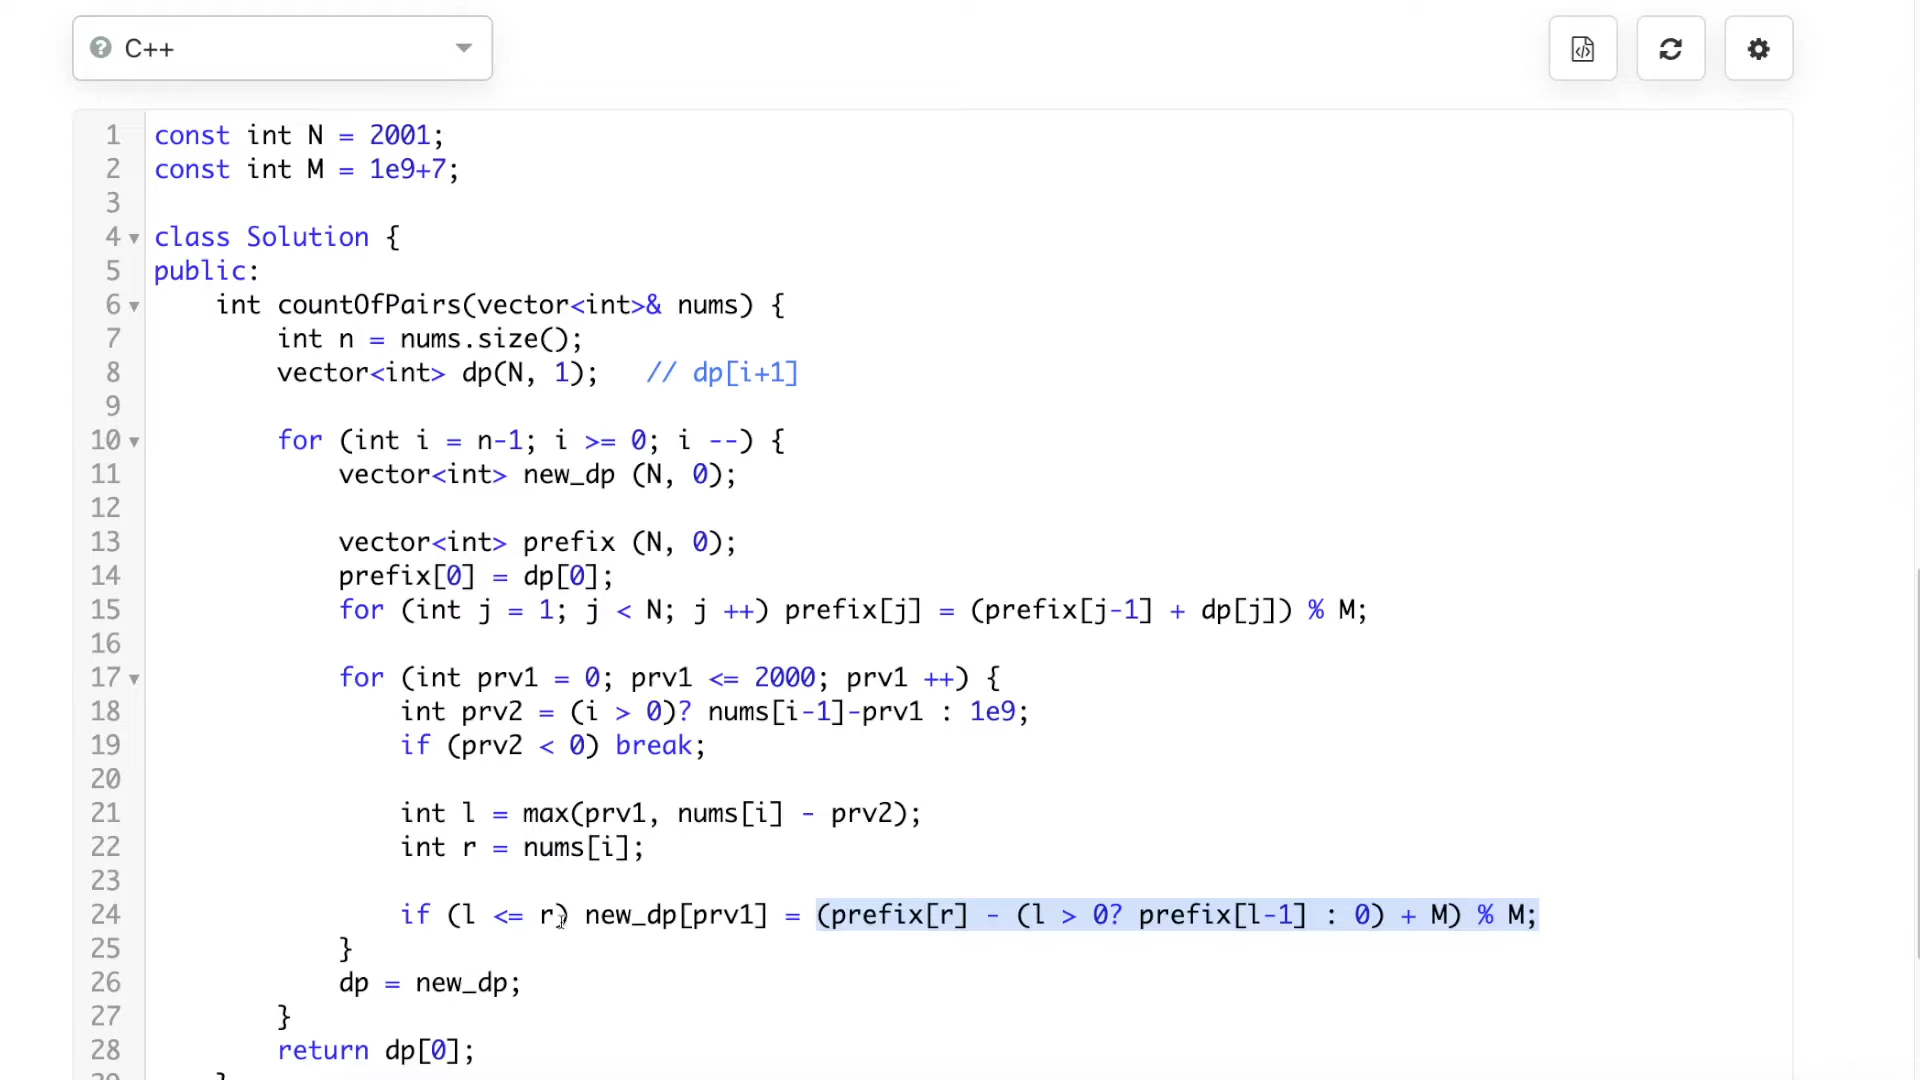 C++
1 const int N = 2001;
2 const int M = 1e9+7;
3
4 class Solution {
5 public:
6     int countOfPairs(vector<int>& nums) {
7         int n = nums.size();
8         vector<int> dp(N, 1);   // dp[i+1]
9
10         for (int i = n-1; i >= 0; i --) {
11             vector<int> new_dp (N, 0);
12
13             vector<int> prefix (N, 0);
14             prefix[0] = dp[0];
15             for (int j = 1; j < N; j ++) prefix[j] = (prefix[j-1] + dp[j]) % M;
16
17             for (int prv1 = 0; prv1 <= 2000; prv1 ++) {
18                 int prv2 = (i > 0)? nums[i-1]-prv1 : 1e9;
19                 if (prv2 < 0) break;
20
21                 int l = max(prv1, nums[i] - prv2);
22                 int r = nums[i];
23
24                 if (l <= r) new_dp[prv1] = (prefix[r] - (l > 0? prefix[l-1] : 0) + M) % M;
25             }
26             dp = new_dp;
27         }
28         return dp[0];